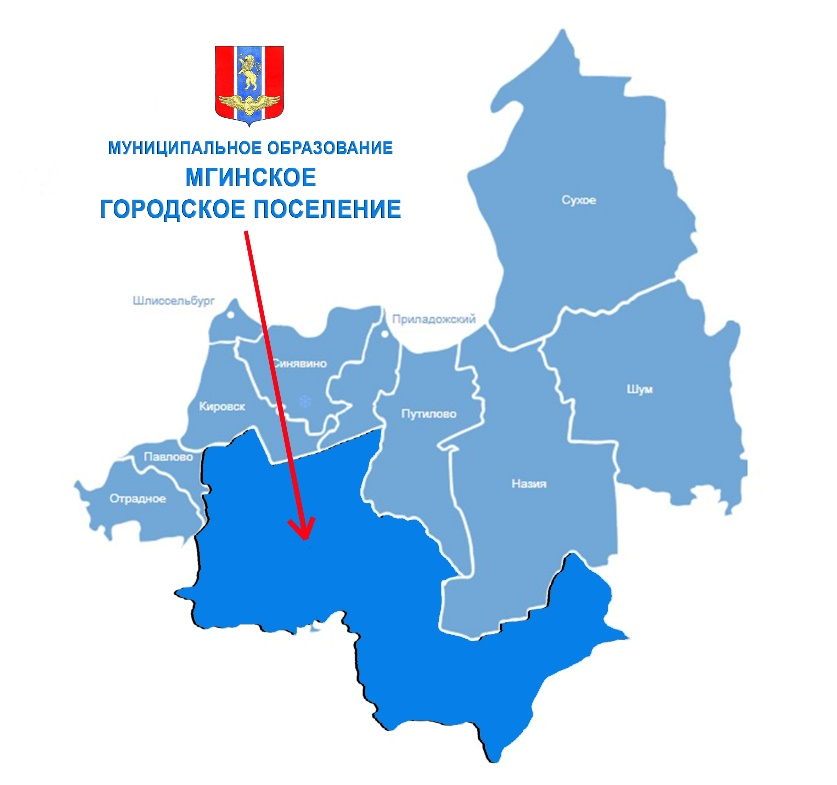 МУНИЦИПАЛЬНОЕ ОБРАЗОВАНИЕ
МГИНСКОЕ
ГОРОДСКОЕ ПОСЕЛЕНИЕ
Сухое
Шлиссельбург
Приладожский
Синявино
Шум
Кировск
Путилово
Павлово
Назия
Отрадное